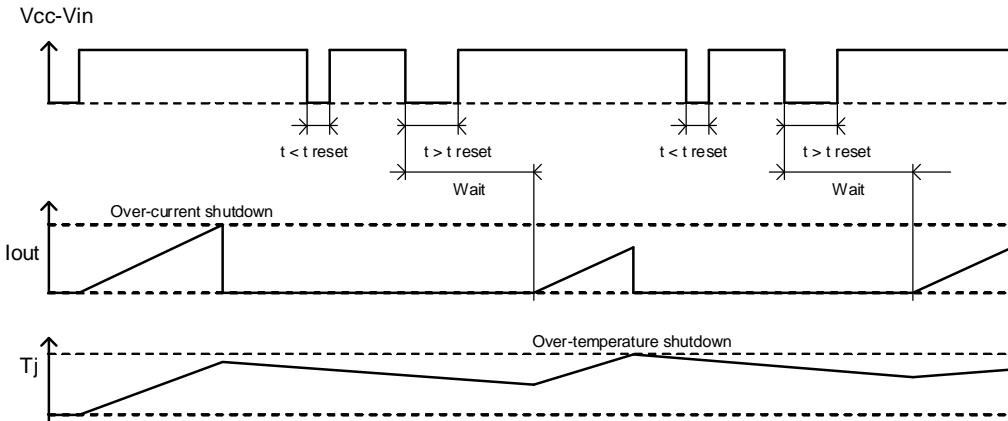 Vcc-Vin
t < t reset
t > t reset
t < t reset
t > t reset
Wait
Wait
Over-current shutdown
Iout
Over-temperature shutdown
Tj